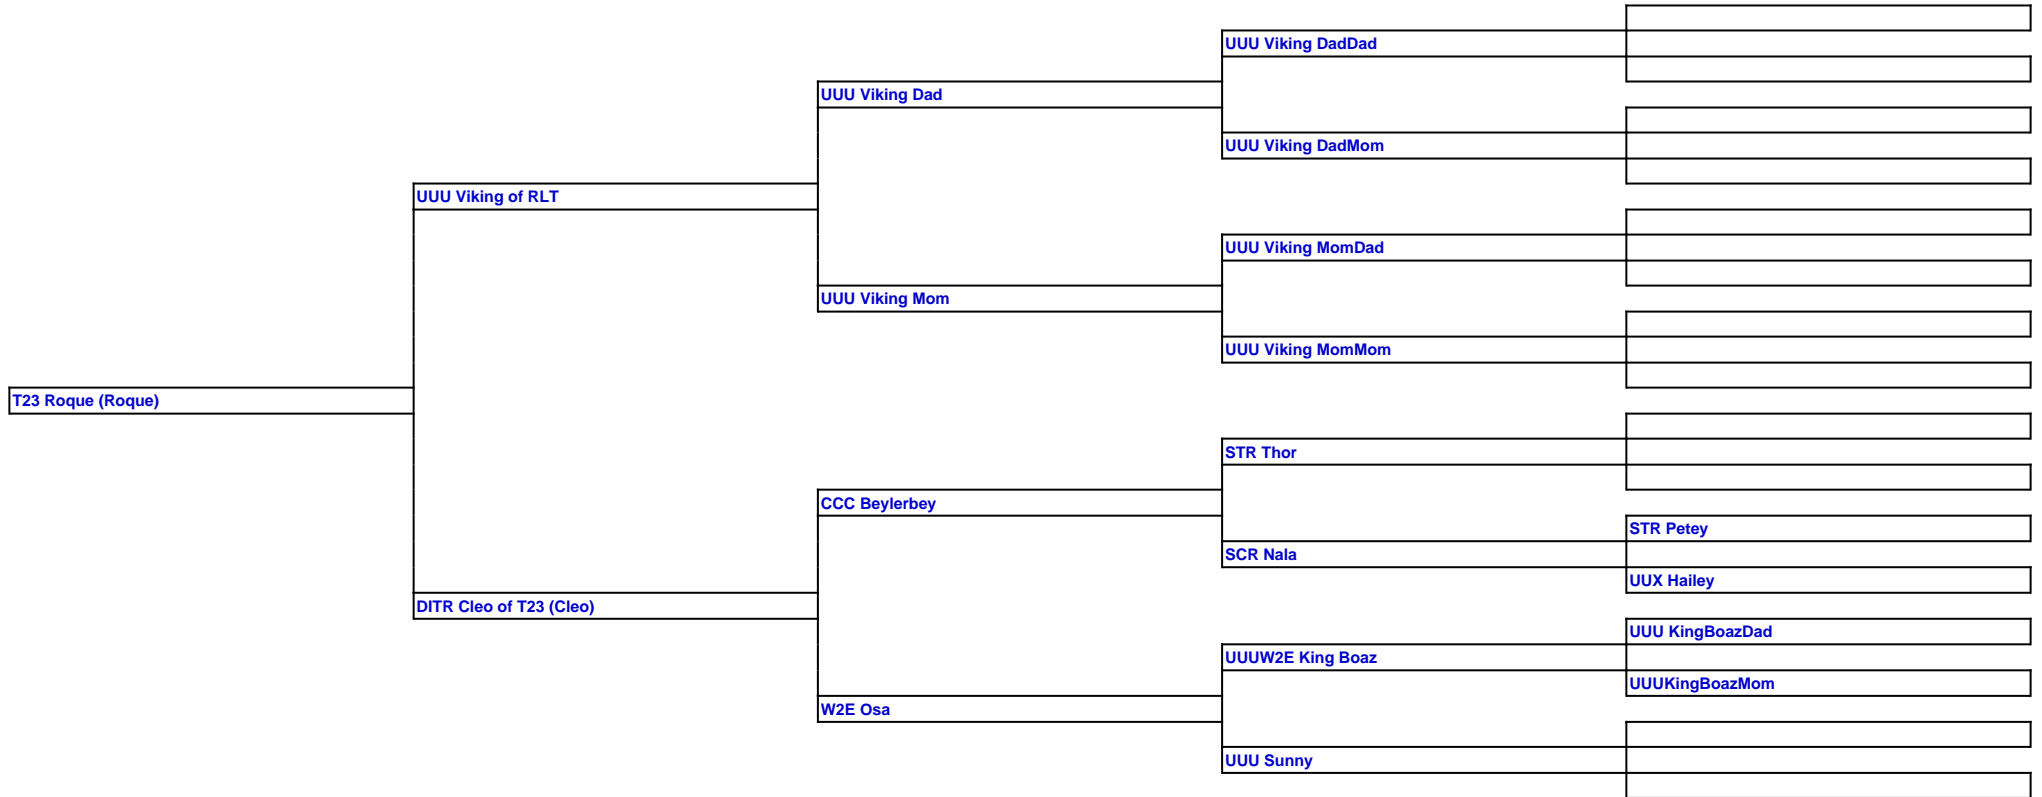 UUU Viking DadDad
UUU Viking Dad
UUU Viking DadMom
UUU Viking of RLT
UUU Viking MomDad
UUU Viking Mom
UUU Viking MomMom
T23 Roque (Roque)
STR Thor
CCC Beylerbey
STR Petey
SCR Nala
UUX Hailey
DITR Cleo of T23 (Cleo)
UUU KingBoazDad
UUUW2E King Boaz
UUUKingBoazMom
W2E Osa
UUU Sunny